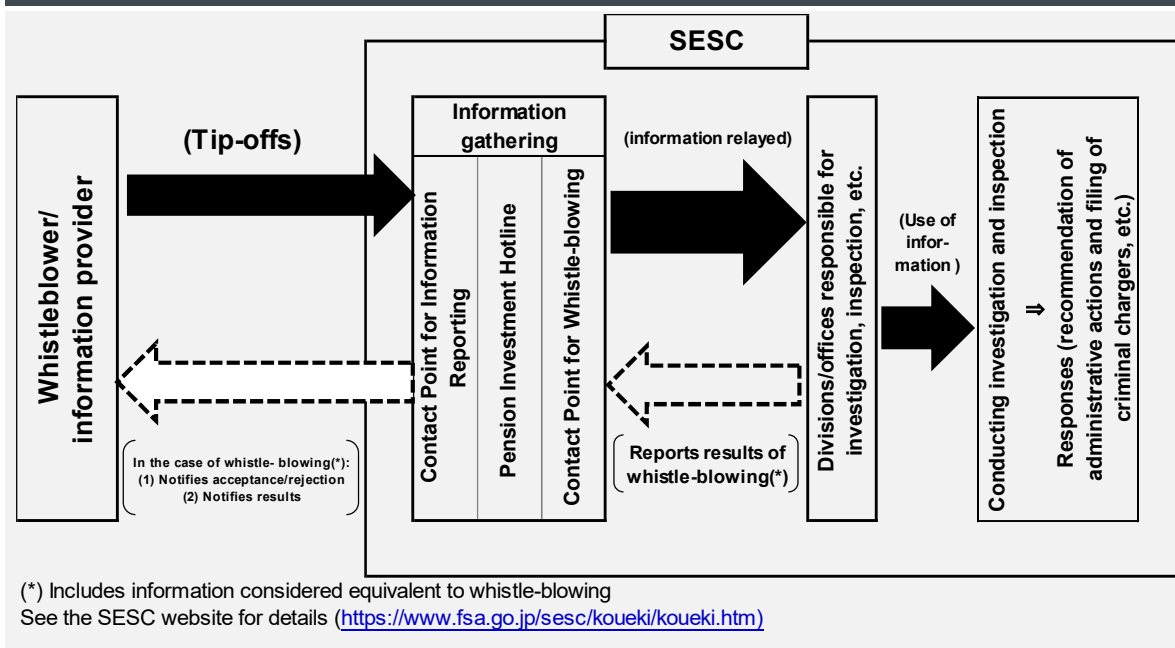 SESC
Whistleblower/
information provider
(Tip-offs)
In the case of whistle- blowing(*):
(1) Notifies acceptance/rejection
(2) Notifies results
Information
gathering
Contact Point for Information
Reporting
Pension Investment Hotline
Contact Point for Whistle-blowing
(information relayed)
Reports results of
whistle-blowing(*)
Divisions/offices responsible for
investigation, inspection, etc.
(Use of
infor-
mation )
Conducting investigation and inspection
⇒
Responses (recommendation of
administrative actions and filing of
criminal chargers, etc.)
(*) Includes information considered equivalent to whistle-blowing
See the SESC website for details (https://www.fsa.go.jp/sesc/koueki/koueki.htm)